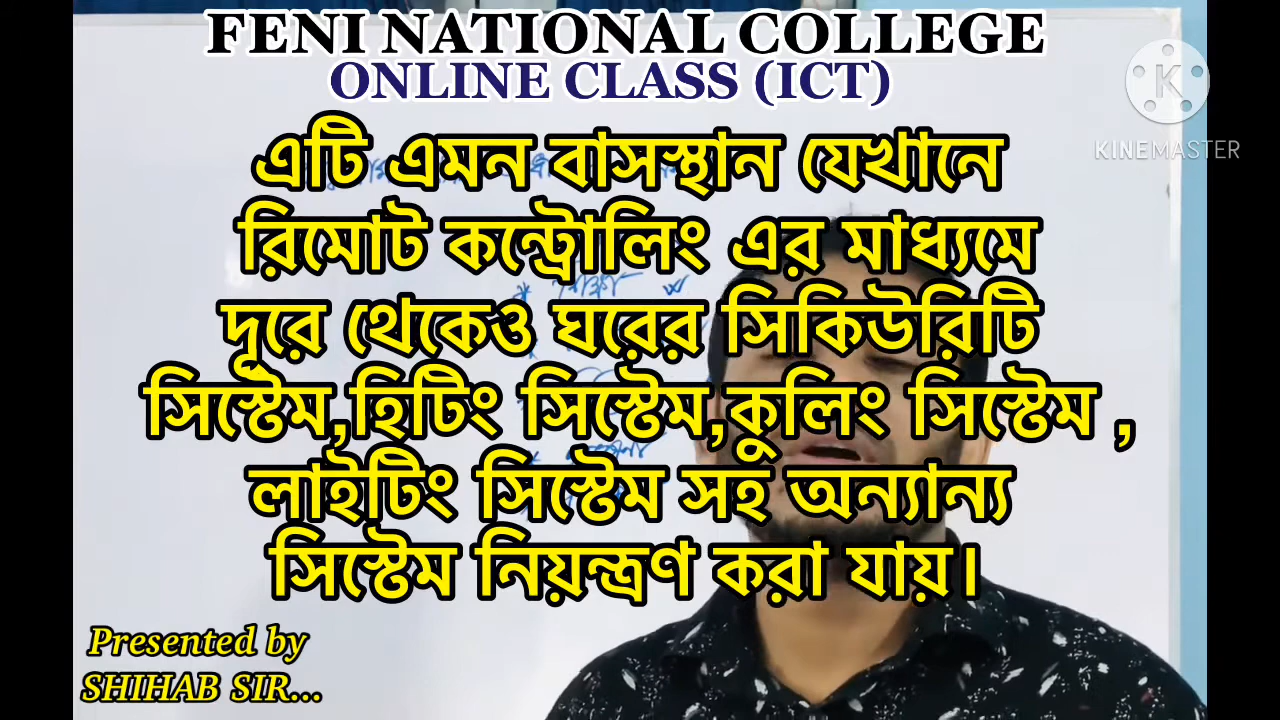 FENI NATIONAL COLLEGE
ONLINE CLASS (ICT)
K
KINEMASTER
এটি এমন বাসস্থান যেখানে
রিমোট কন্ট্রোলিং এর মাধ্যমে
দূরে থেকেও ঘরের সিকিউরিটি
সিস্টেম,হিটিং সিস্টেম,কুলিং সিস্টেম ,
লাইটিং সিস্টেম সহ অন্যান্য
সিস্টেম নিয়ন্ত্রণ করা যায়।
Presented by
SHIHAB SIR...